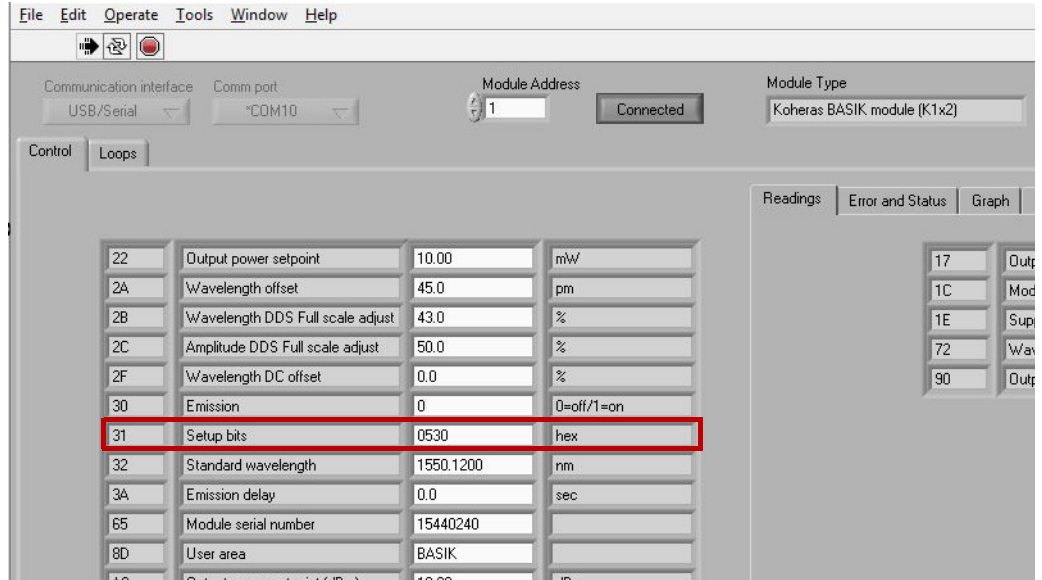 File Edit Operate Tools Window Help
Communication interface Comm port Module Address Module Type
USB/Serial *COM10 1 Connected Koheras BASIK module (K1x2)
Control Loops
Readings Error and Status Graph
22 Output power setpoint 10.00 mW 17
2A Wavelength offset 45.0 pm 1C
2B Wavelength DDS Full scale adjust 43.0 % 1E
2C Amplitude DDS Full scale adjust 50.0 % 72
2F Wavelength DC offset 0.0 % 90
30 Emission 0 0=off/1=on
31 Setup bits 0530 hex
32 Standard wavelength 1550.1200 nm
3A Emission delay 0.0 sec
65 Module serial number 15440240
8D User area BASIK